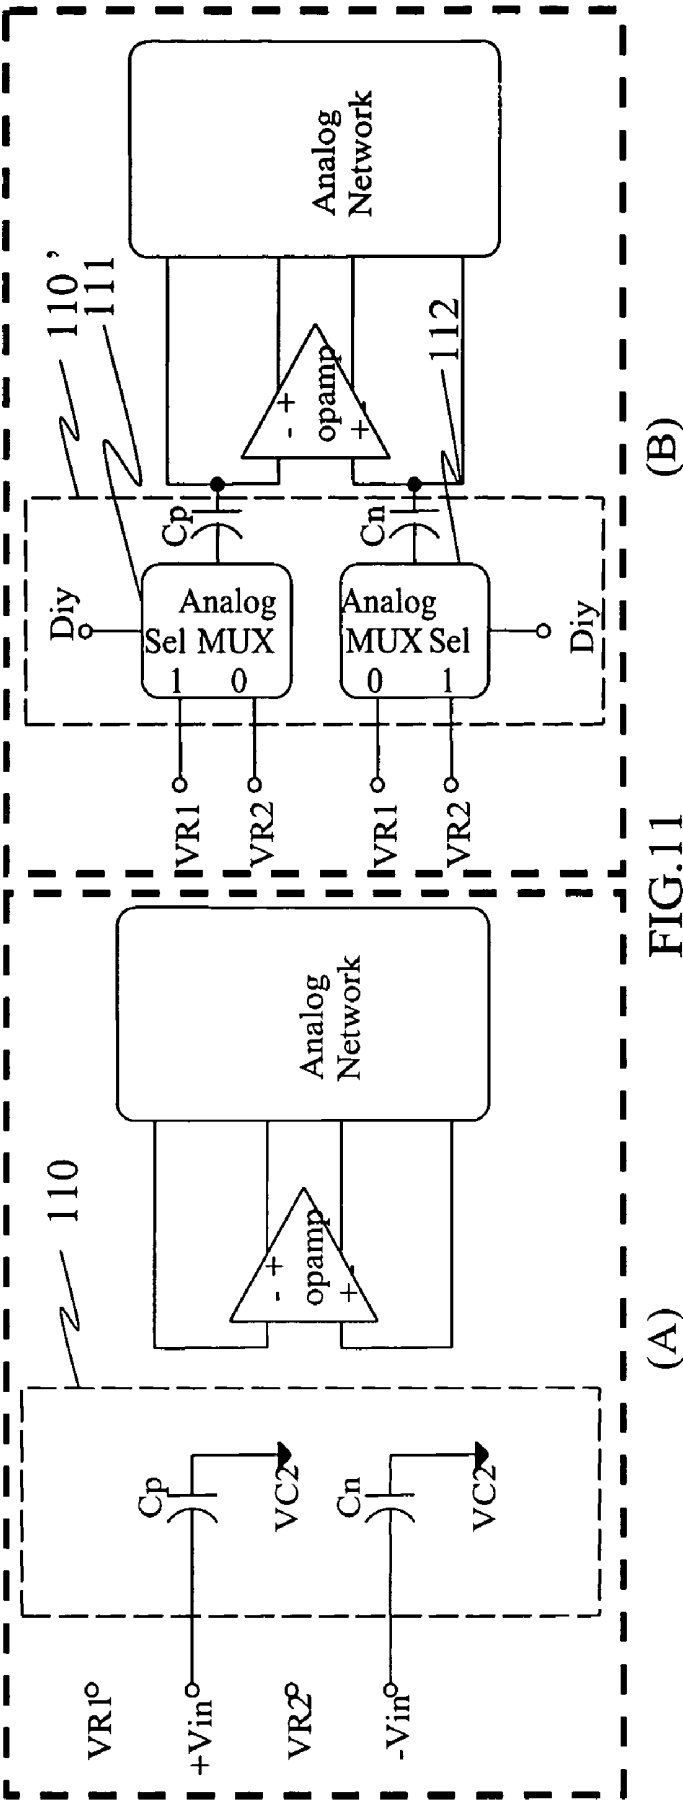 110
VR1
+Vin
VR2
-Vin
Cp
VC2
Cn
VC2
- +
opamp
+ -
Analog
Network
(A)
110’
111
Diy
VR1
VR2
Sel
Analog
MUX
1
0
Cp
VR1
VR2
Analog
MUX
Sel
0
1
Cn
Diy
112
- +
opamp
+ -
Analog
Network
(B)
FIG.11